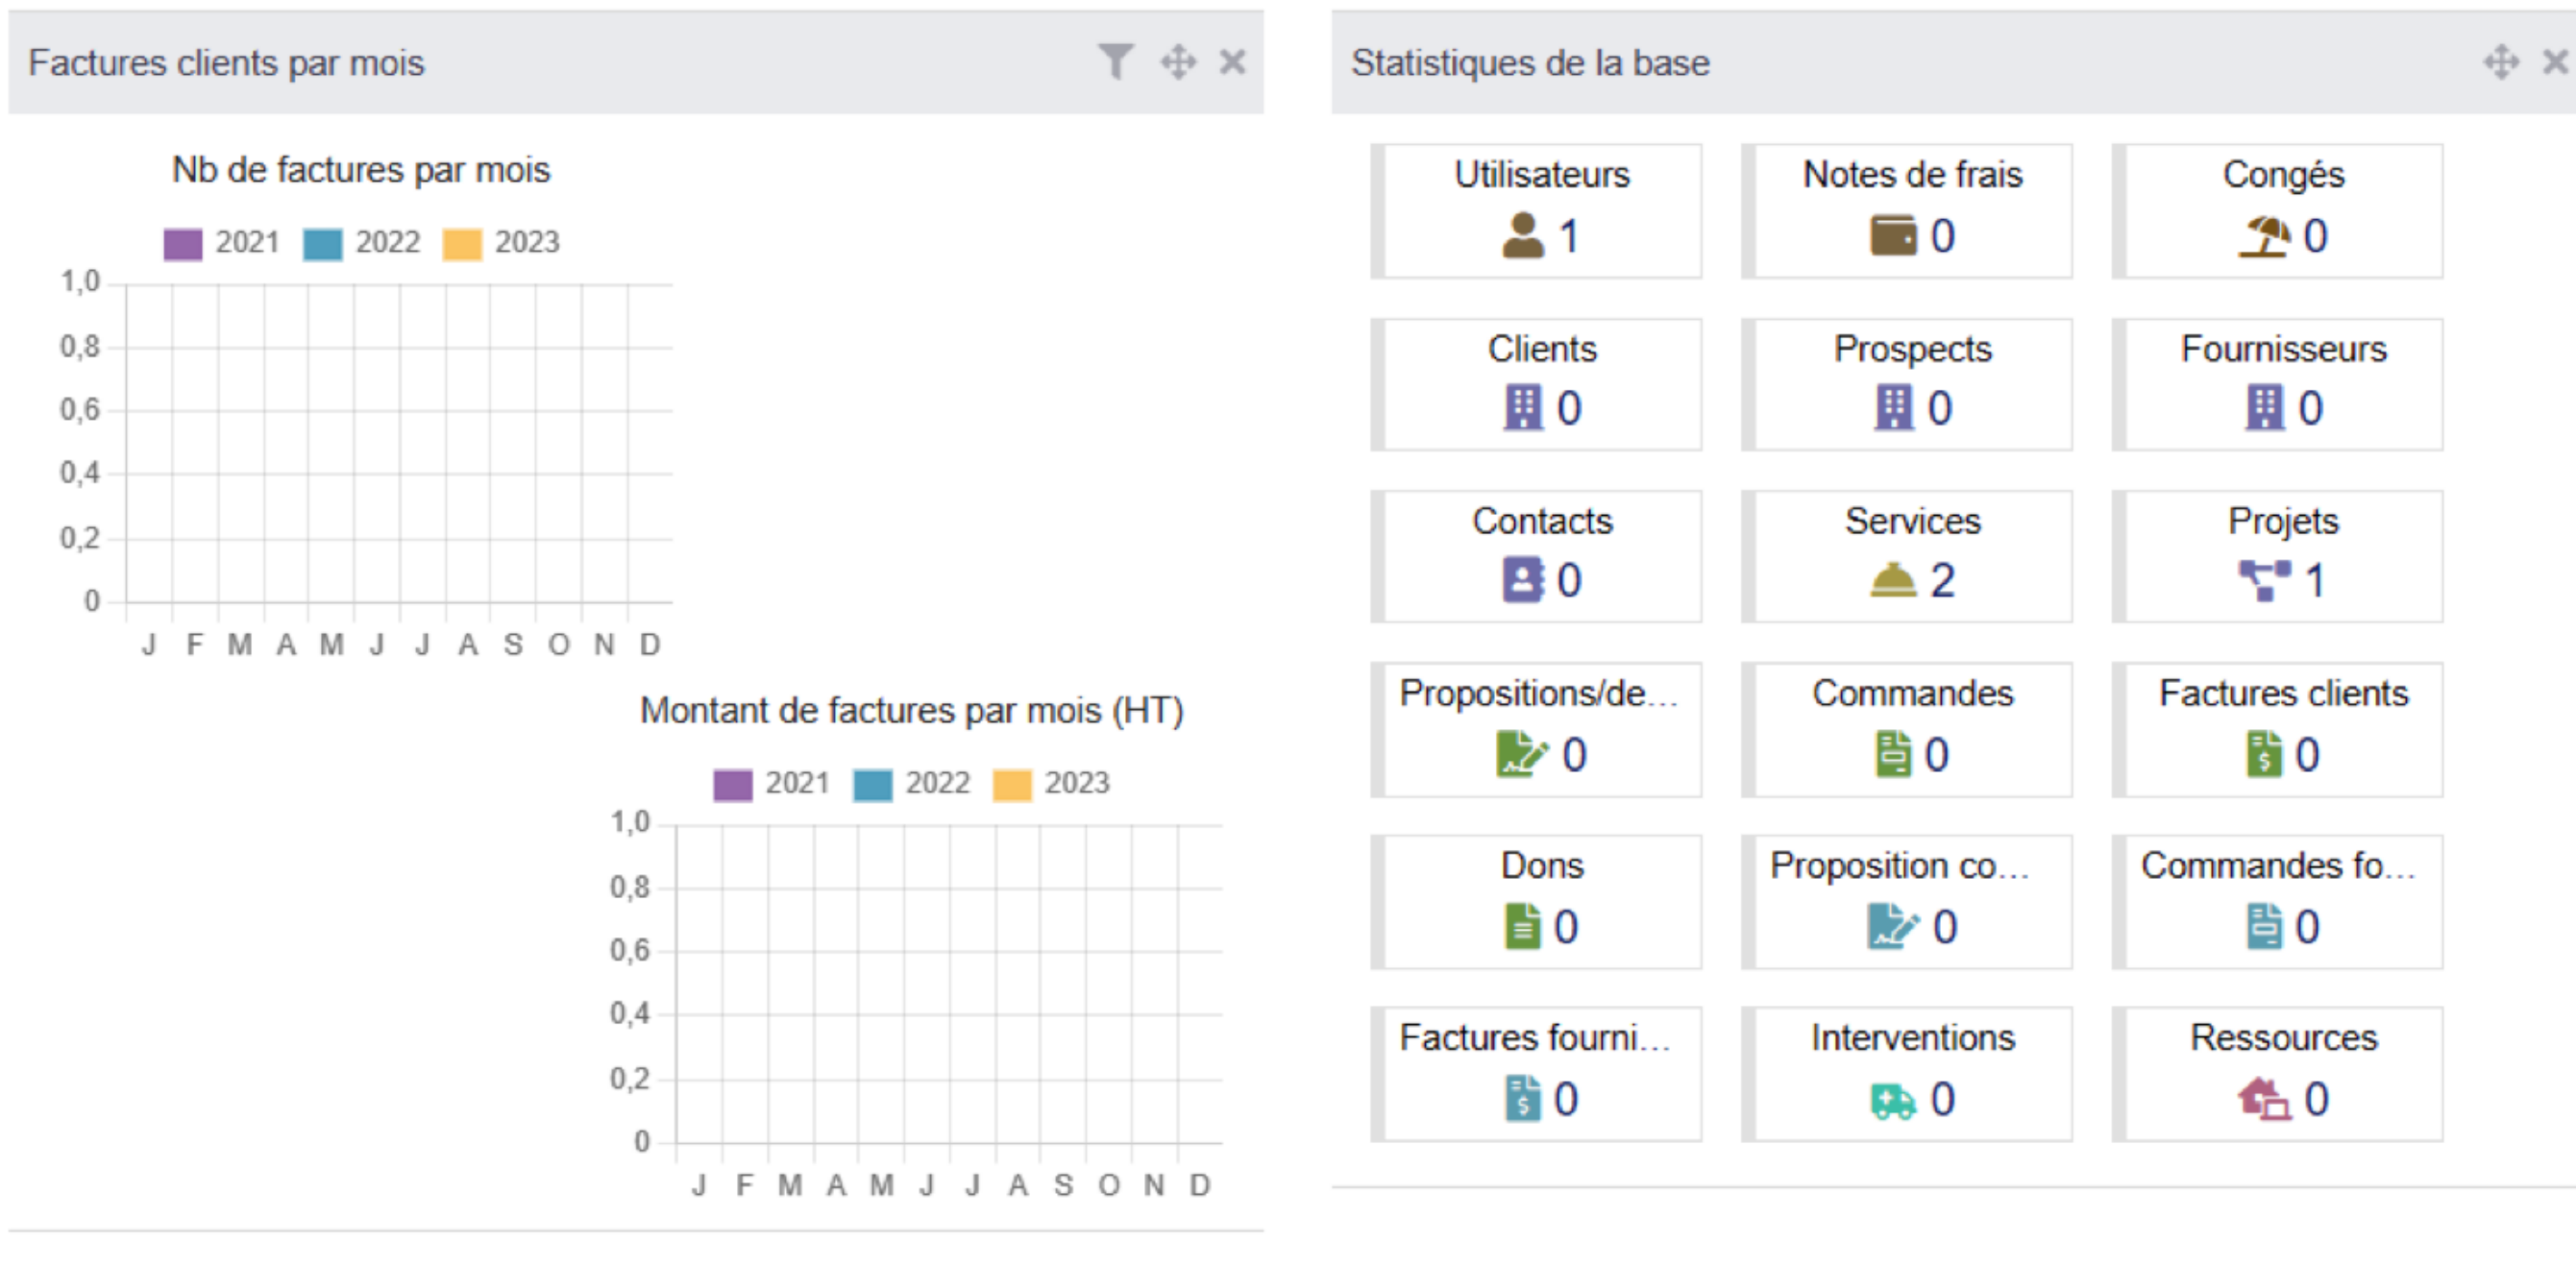 Factures clients par mois
Nb de factures par mois
2021 2022 2023
1,0
0,8
0,6
0,4
0,2
0
J F M A M J J A S O N D
Montant de factures par mois (HT)
2021 2022 2023
1,0
0,8
0,6
0,4
0,2
0
J F M A M J J A S O N D
Statistiques de la base
Utilisateurs
1
Notes de frais
0
Congés
0
Clients
0
Prospects
0
Fournisseurs
0
Contacts
0
Services
2
Projets
1
Propositions/de...
0
Commandes
0
Factures clients
0
Dons
0
Proposition co...
0
Commandes fo...
0
Factures fourni...
0
Interventions
0
Ressources
0